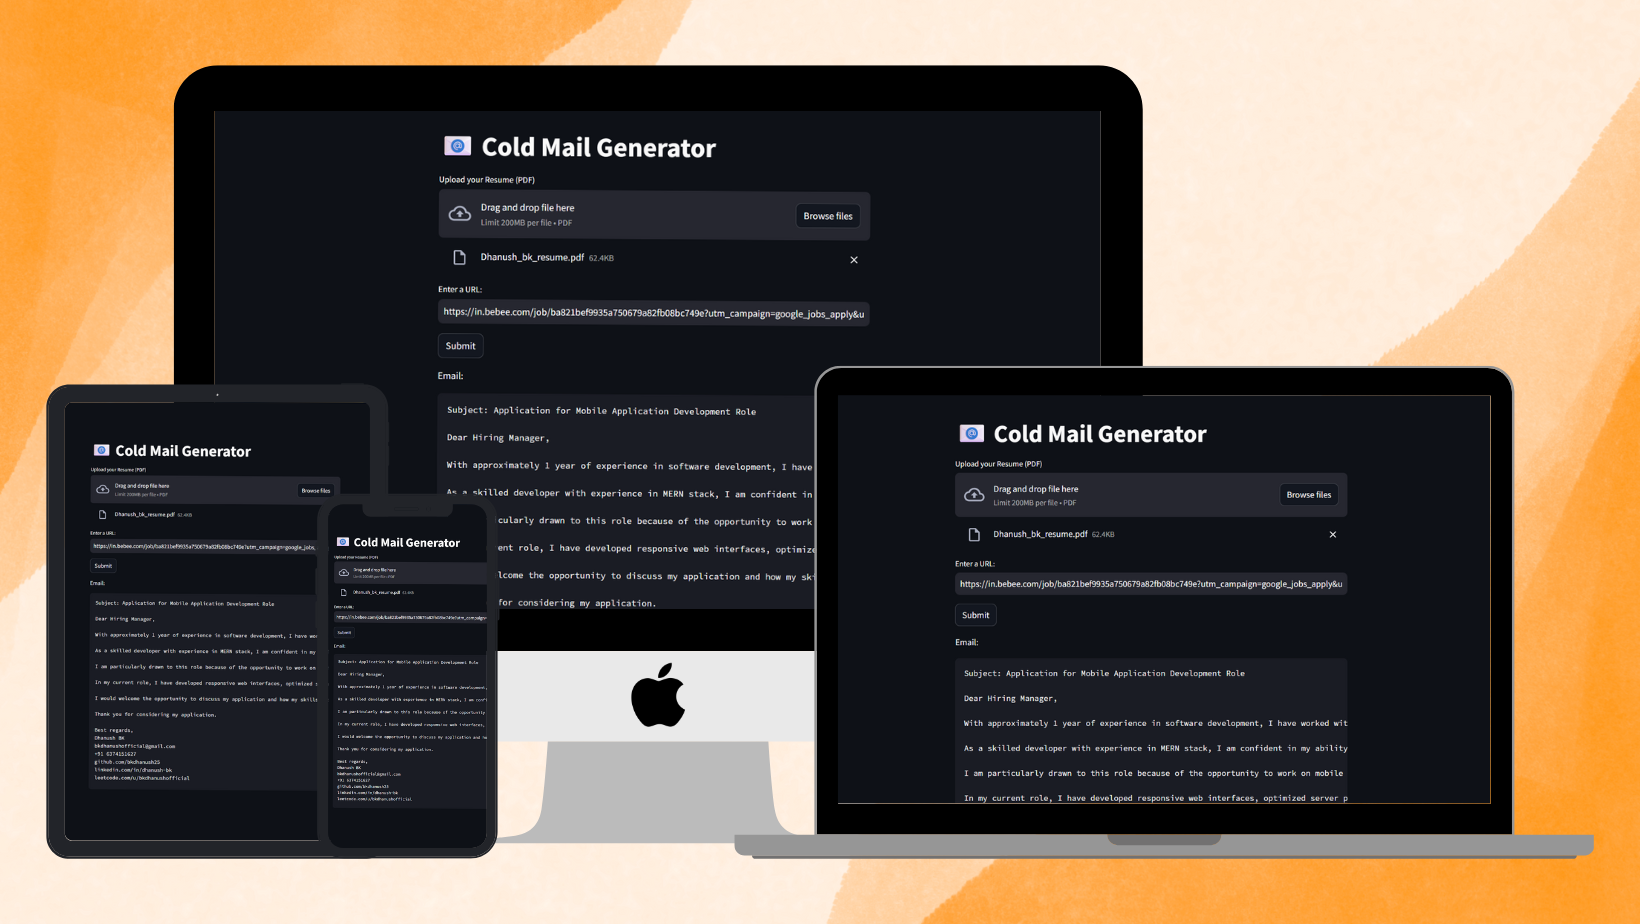 Cold Mail Generator
Upload your Resume (PDF)
Drag and drop file here
Limit 200MB per file • PDF
Browse files
Dhanush_bk_resume.pdf 62.4KB
Enter a URL:
https://in.bebee.com/job/ba821bef9935a750679a82fb08bc749e?utm_campaign=google_jobs_apply&u
Submit
Email:
Subject: Application for Mobile Application Development Role
Dear Hiring Manager,
With approximately 1 year of experience in software development, I have
As a skilled developer with experience in MERN stack, I am confident in
cularly drawn to this role because of the opportunity to work
ent role, I have developed responsive web interfaces, optimize
lcome the opportunity to discuss my application and how my sk
for considering my application.
Cold Mail Generator
Upload your Resume (PDF)
Drag and drop file here
Limit 200MB per file • PDF
Browse files
Dhanush_bk_resume.pdf 62.4KB
Enter a URL:
https://in.bebee.com/job/ba821bef9935a750679a82fb08bc749e?utm_campaign=google_jobs_
Submit
Email:
Subject: Application for Mobile Application Development Role
Dear Hiring Manager,
With approximately 1 year of experience in software development, I have wo
As a skilled developer with experience in MERN stack, I am confident in my
I am particularly drawn to this role because of the opportunity to work on
In my current role, I have developed responsive web interfaces, optimized s
I would welcome the opportunity to discuss my application and how my skills
Thank you for considering my application.
Best regards,
Dhanush BK
bkdhanushofficial@gmail.com
+91 6374151627
github.com/bkdhanush25
linkedin.com/in/dhanush-bk
leetcode.com/u/bkdhanushofficial
Cold Mail Generator
Upload your Resume (PDF)
Drag and drop file here
Limit 200MB per file • PDF
Dhanush_bk_resume.pdf 62.4KB
Enter a URL:
https://in.bebee.com/job/ba821bef9935a750679a82fb08bc749e?utm_campaign=
Submit
Email:
Subject: Application for Mobile Application Development Role
Dear Hiring Manager,
With approximately 1 year of experience in software development,
As a skilled developer with experience in MERN stack, I am conf
I am particularly drawn to this role because of the opportunity
In my current role, I have developed responsive web interfaces,
I would welcome the opportunity to discuss my application and ho
Thank you for considering my application.
Best regards,
Dhanush BK
bkdhanushofficial@gmail.com
+91 6374151627
github.com/bkdhanush25
linkedin.com/in/dhanush-bk
leetcode.com/u/bkdhanushofficial
Cold Mail Generator
Upload your Resume (PDF)
Drag and drop file here
Limit 200MB per file • PDF
Browse files
Dhanush_bk_resume.pdf 62.4KB
Enter a URL:
https://in.bebee.com/job/ba821bef9935a750679a82fb08bc749e?utm_campaign=google_jobs_apply&u
Submit
Email:
Subject: Application for Mobile Application Development Role
Dear Hiring Manager,
With approximately 1 year of experience in software development, I have worked wit
As a skilled developer with experience in MERN stack, I am confident in my ability
I am particularly drawn to this role because of the opportunity to work on mobile
In my current role, I have developed responsive web interfaces, optimized server p